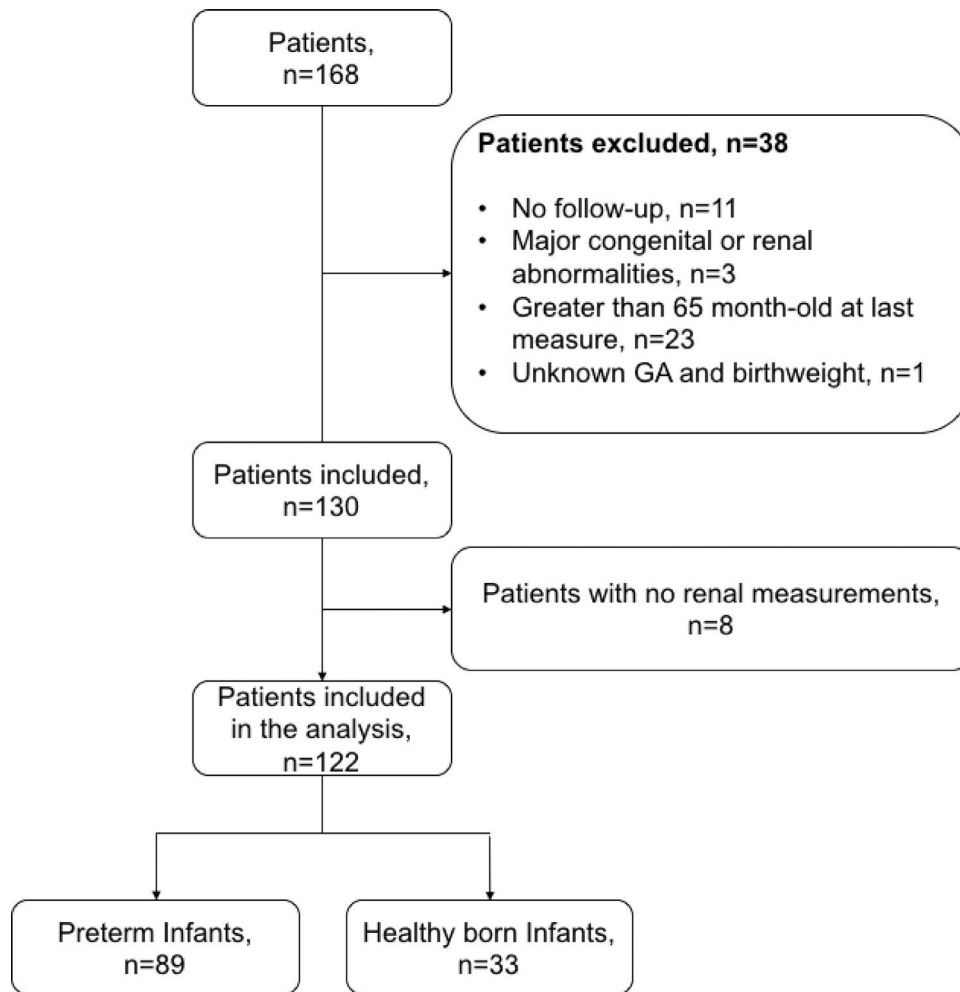 Patients,
n=168
Patients excluded, n=38
• No follow-up, n=11
• Major congenital or renal
abnormalities, n=3
• Greater than 65 month-old at last
measure, n=23
• Unknown GA and birthweight, n=1
Patients included,
n=130
Patients with no renal measurements,
n=8
Patients included
in the analysis,
n=122
Preterm Infants,
n=89
Healthy born Infants,
n=33